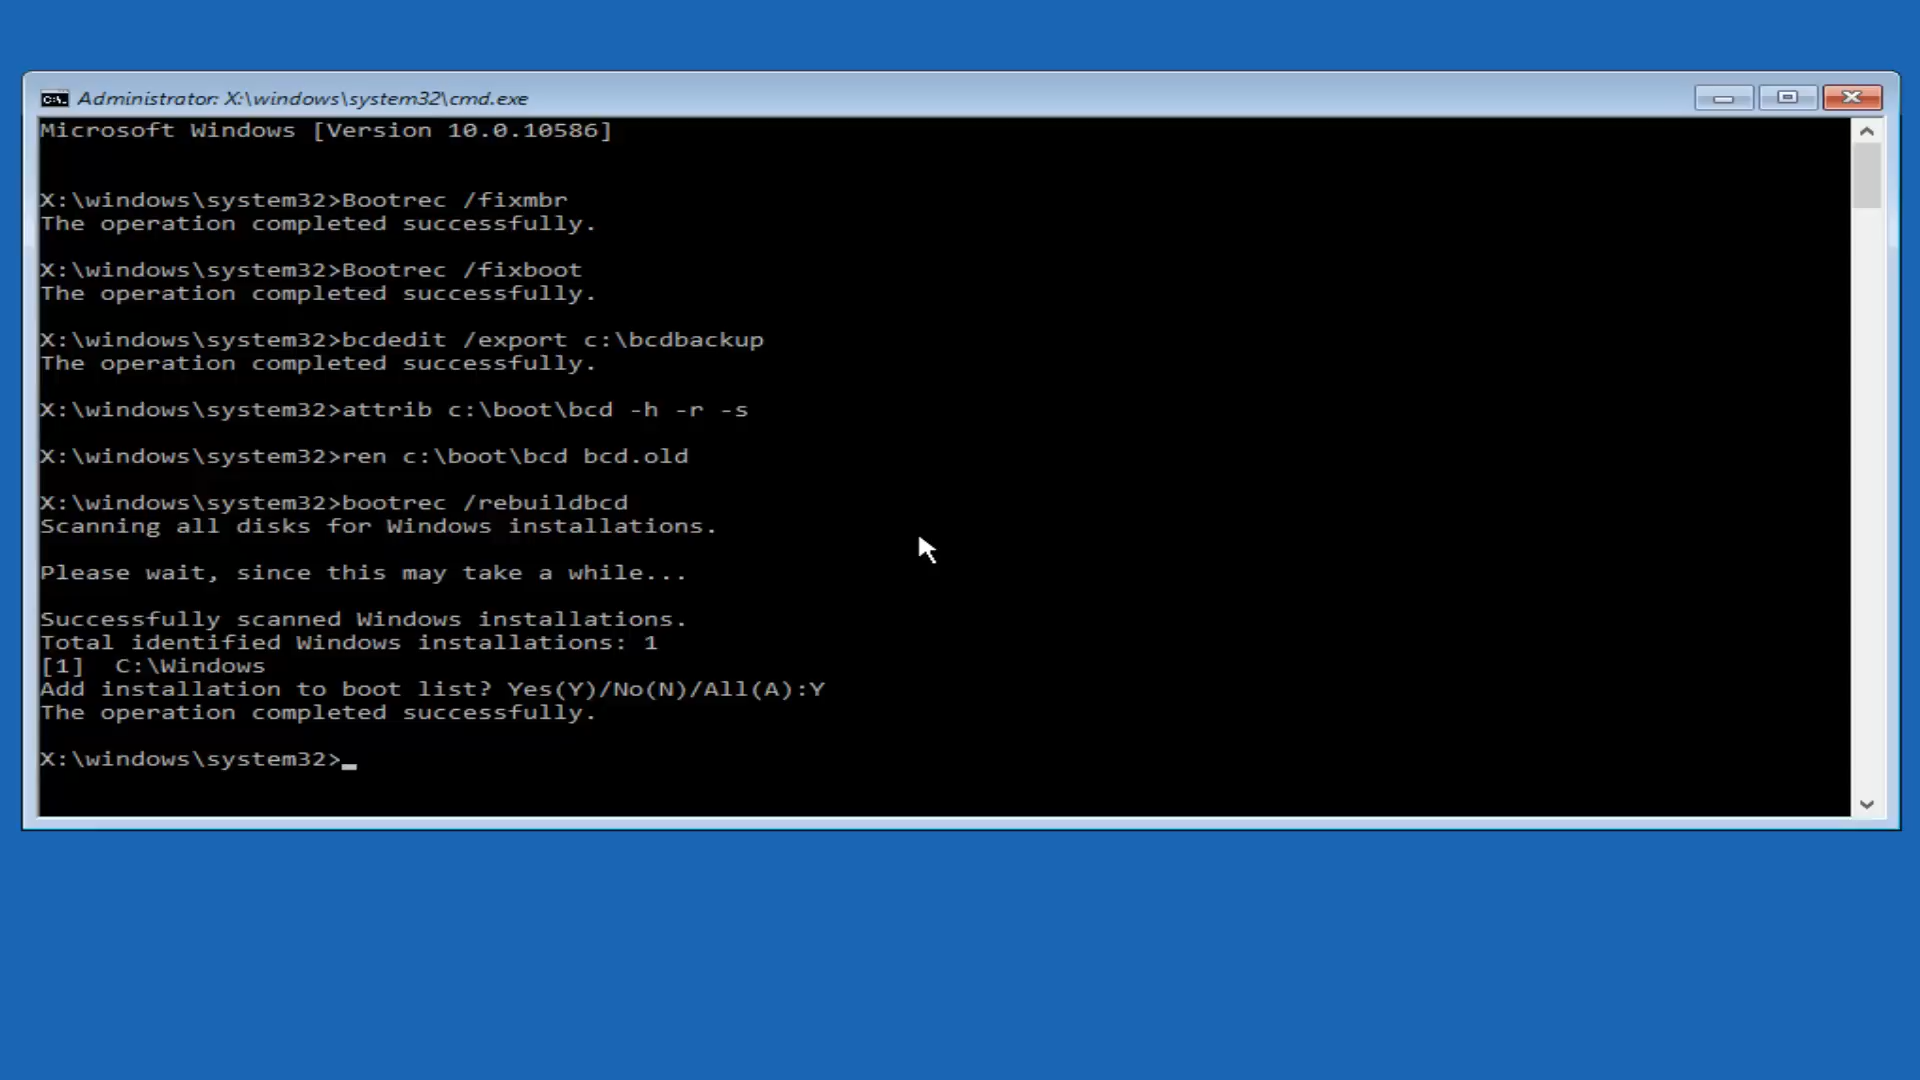 Administrator: X:\windows\system32\cmd.exe
Microsoft Windows [Version 10.0.10586]
X:\windows\system32>Bootrec /fixmbr
The operation completed successfully.
X:\windows\system32>Bootrec /fixboot
The operation completed successfully.
X:\windows\system32>bcdedit /export c:\bcdbackup
The operation completed successfully.
X:\windows\system32>attrib c:\boot\bcd -h -r -s
X:\windows\system32>ren c:\boot\bcd bcd.old
X:\windows\system32>bootrec /rebuildbcd
Scanning all disks for Windows installations.
Please wait, since this may take a while...
Successfully scanned Windows installations.
Total identified Windows installations: 1
[1]  C:\Windows
Add installation to boot list? Yes(Y)/No(N)/All(A):Y
The operation completed successfully.
X:\windows\system32>_